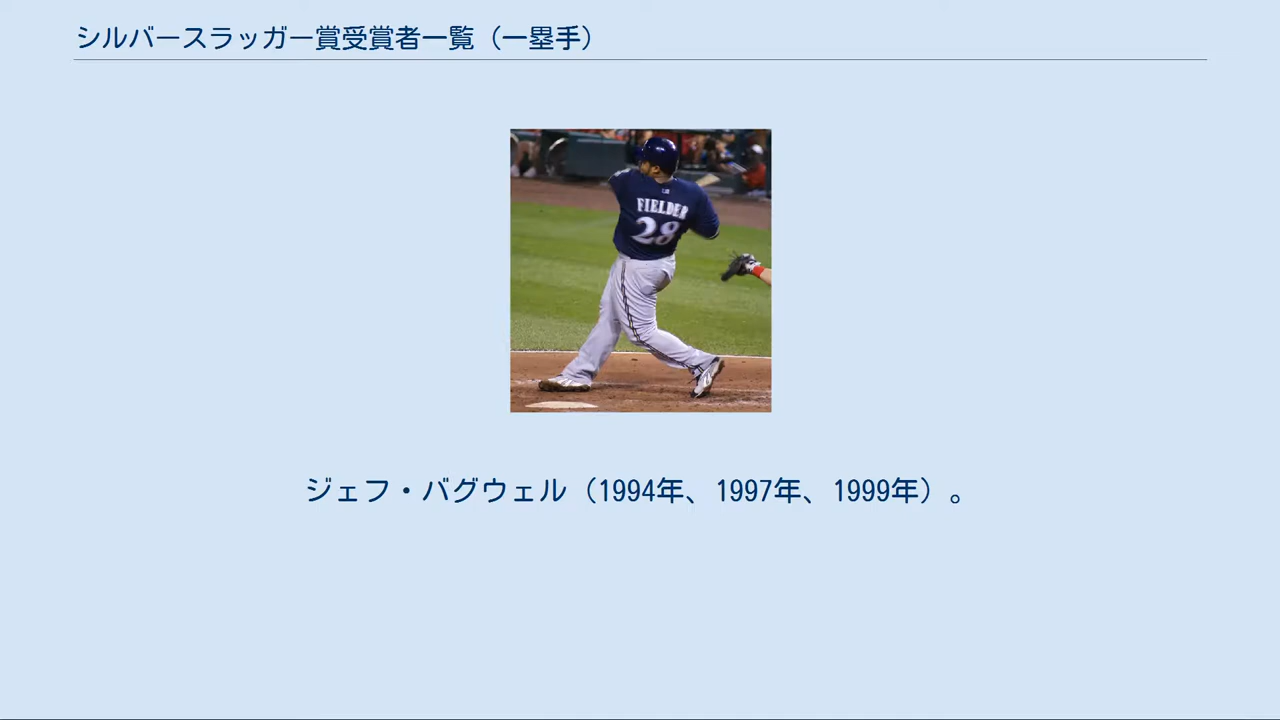 シルバースラッガー賞受賞者一覧（一塁手）
FIELDER
28
ジェフ・バグウェル（1994年、1997年、1999年）。